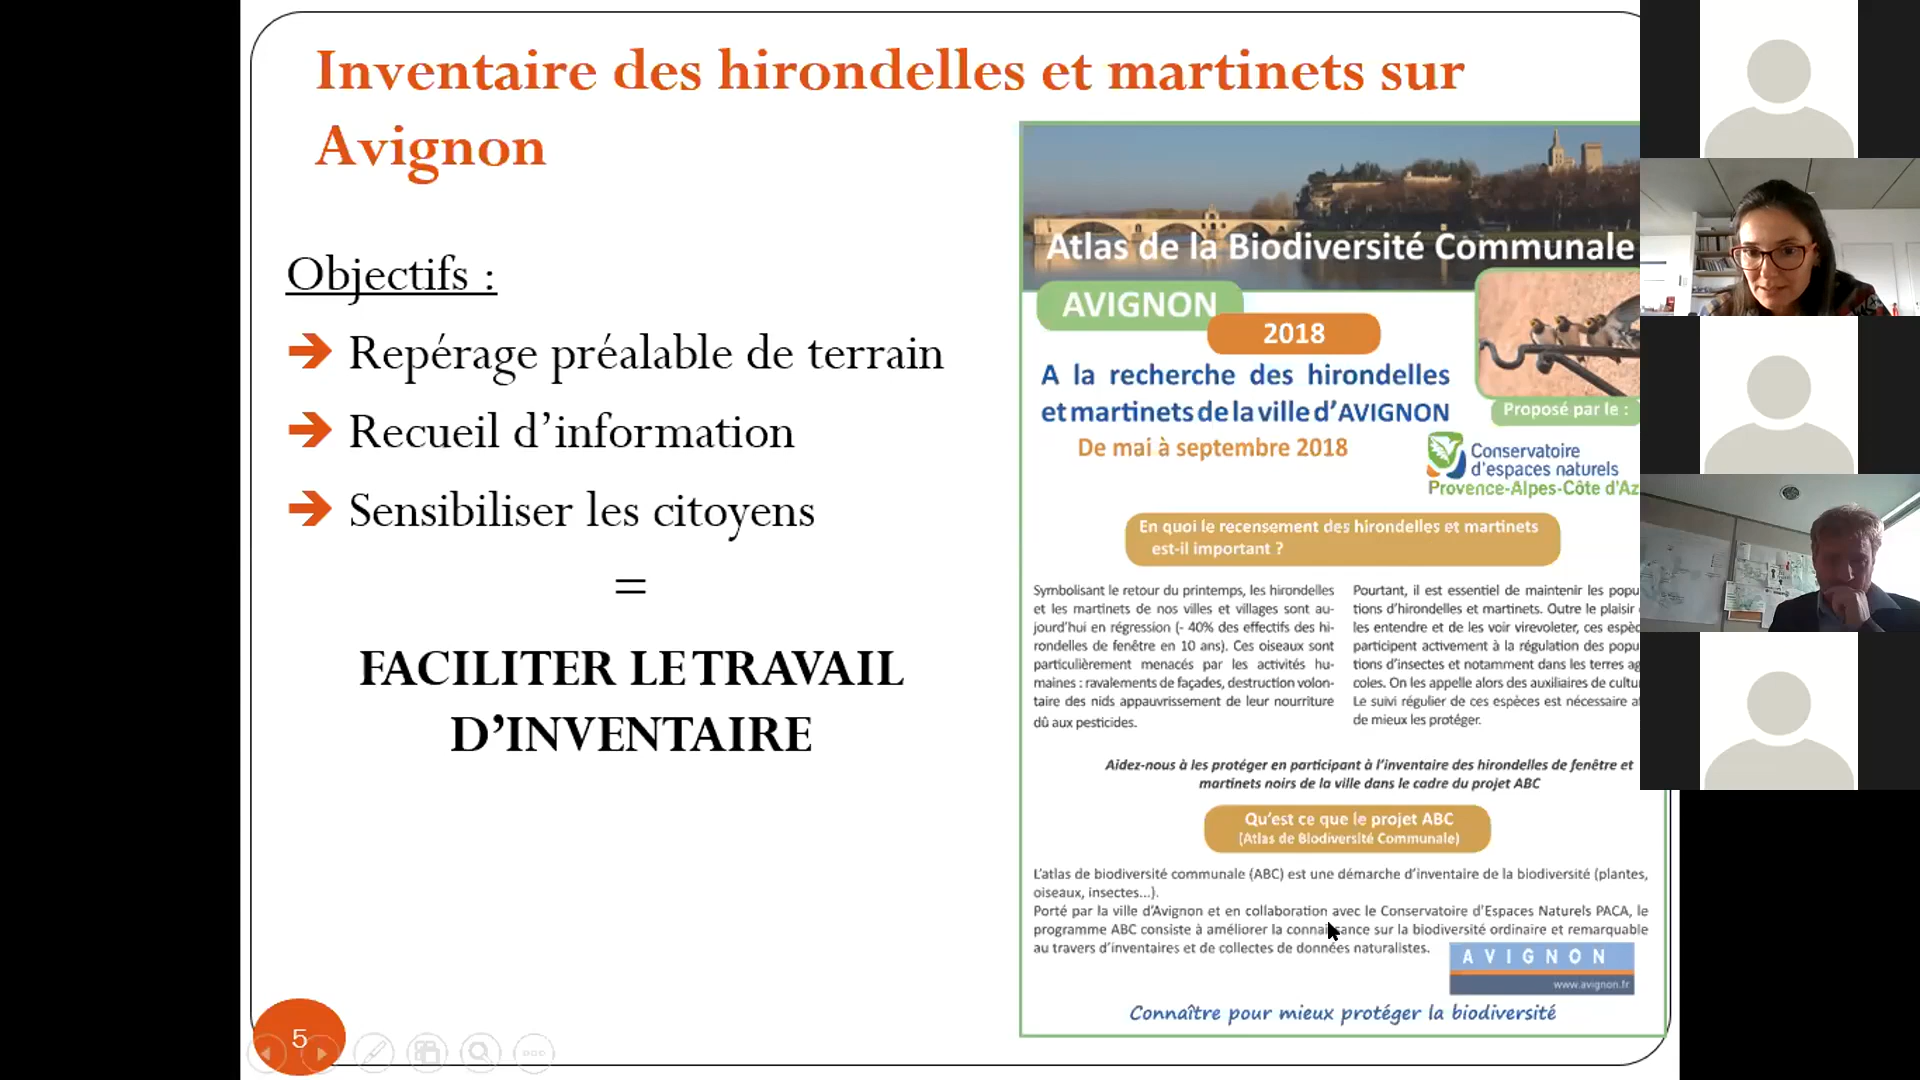 Inventaire des hirondelles et martinets sur
Avignon
Objectifs :
Repérage préalable de terrain
Recueil d’information
Sensibiliser les citoyens
=
FACILITER LE TRAVAIL
D’INVENTAIRE
5
Atlas de la Biodiversité Communale
AVIGNON
2018
A la recherche des hirondelles
et martinets de la ville d’AVIGNON
De mai à septembre 2018
Proposé par le :
Conservatoire
d'espaces naturels
Provence-Alpes-Côte d'Az
En quoi le recensement des hirondelles et martinets
est-il important ?
Symbolisant le retour du printemps, les hirondelles
et les martinets de nos villes et villages sont au-
jourd’hui en régression (- 40% des effectifs des hi-
rondelles de fenêtre en 10 ans). Ces oiseaux sont
particulièrement menacés par les activités hu-
maines : ravalements de façades, destruction volon-
taire des nids appauvrissement de leur nourriture
dû aux pesticides.
Pourtant, il est essentiel de maintenir les popu
tions d’hirondelles et martinets. Outre le plaisir
les entendre et de les voir virevoleter, ces espèc
participent activement à la régulation des popu
tions d’insectes et notamment dans les terres ag
coles. On les appelle alors des auxiliaires de cultu
Le suivi régulier de ces espèces est nécessaire a
de mieux les protéger.
Aidez-nous à les protéger en participant à l’inventaire des hirondelles de fenêtre et
martinets noirs de la ville dans le cadre du projet ABC
Qu’est ce que le projet ABC
(Atlas de Biodiversité Communale)
L’atlas de biodiversité communale (ABC) est une démarche d’inventaire de la biodiversité (plantes,
oiseaux, insectes...).
Porté par la ville d’Avignon et en collaboration avec le Conservatoire d’Espaces Naturels PACA, le
programme ABC consiste à améliorer la connaissance sur la biodiversité ordinaire et remarquable
au travers d’inventaires et de collectes de données naturalistes.
AVIGNON
www.avignon.fr
Connaître pour mieux protéger la biodiversité